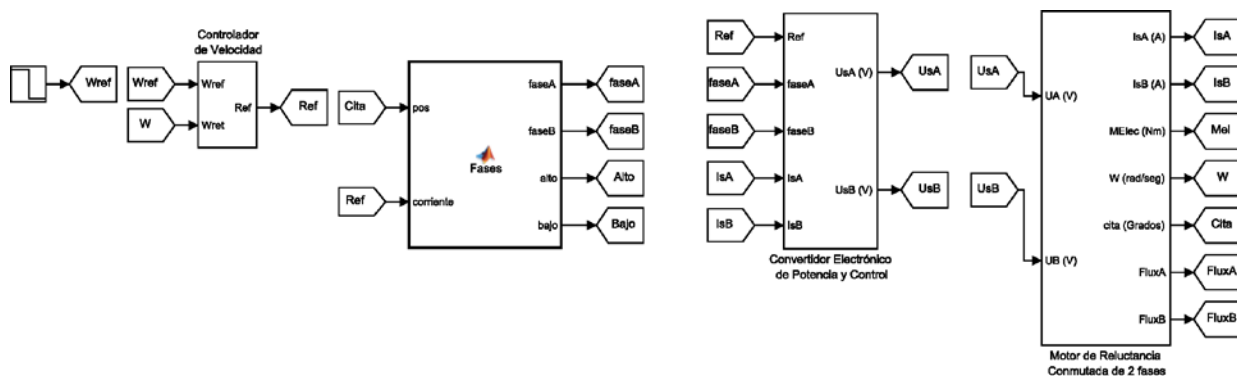 Controlador
de Velocidad
Wref
Wref
Wref
W
Wret
Ref
Ref
Cita
pos
Ref
corriente
Fases
faseA
faseA
faseB
faseB
alto
Alto
bajo
Bajo
Ref
Ref
faseA
faseA
faseB
faseB
IsA
IsA
IsB
IsB
UsA (V)
UsA
UsB (V)
UsB
Convertidor Electrónico
de Potencia y Control
UsA
UA (V)
UsB
UB (V)
IsA (A)
IsA
IsB (A)
IsB
MElec (Nm)
Mel
W (rad/seg)
W
cita (Grados)
Cita
FluxA
FluxA
FluxB
FluxB
Motor de Reluctancia
Conmutada de 2 fases